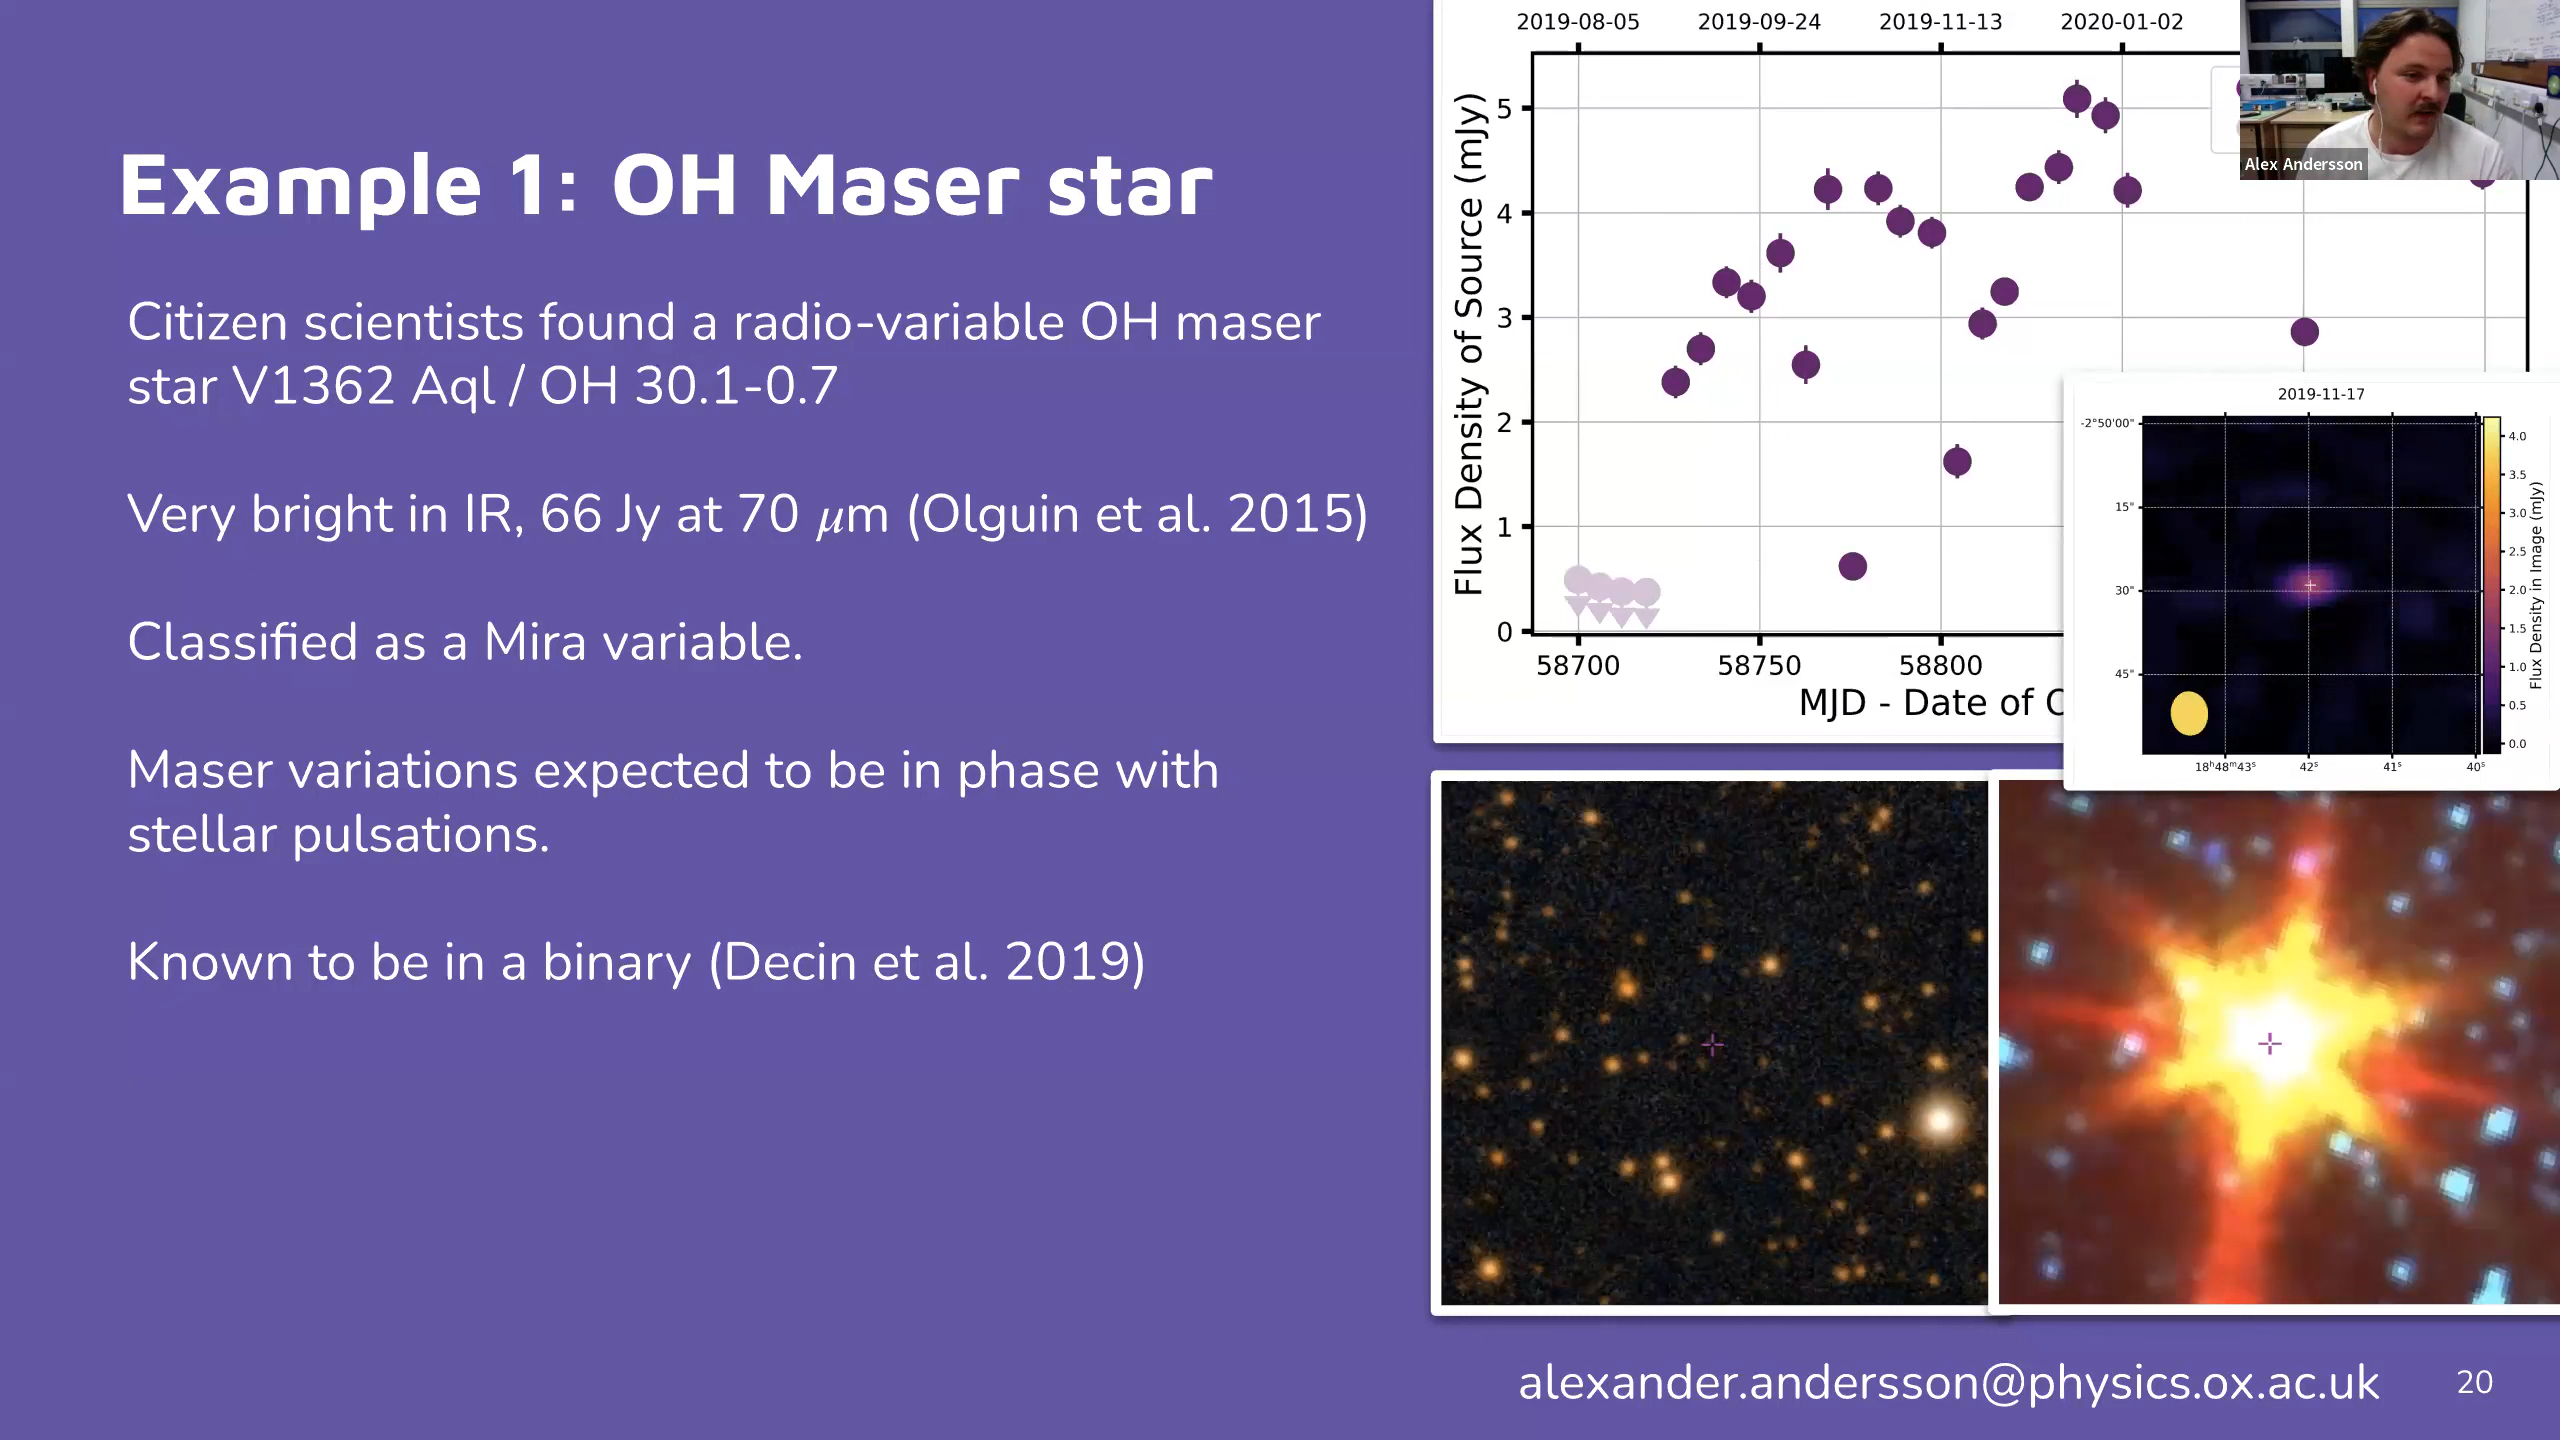 Example 1: OH Maser star
Citizen scientists found a radio-variable OH maser
star V1362 Aql / OH 30.1-0.7
Very bright in IR, 66 Jy at 70 𝜇m (Olguin et al. 2015)
Classified as a Mira variable.
Maser variations expected to be in phase with
stellar pulsations.
Known to be in a binary (Decin et al. 2019)
2019-08-05 2019-09-24 2019-11-13 2020-01-02
Flux Density of Source (mJy)
5
4
3
2
1
0
58700 58750 58800
MJD - Date of
Alex Andersson
2019-11-17
-2°50'00"
15"
30"
45"
18ʰ48ᵐ43ˢ 42ˢ 41ˢ 40ˢ
4.0
3.5
3.0
2.5
2.0
1.5
1.0
0.5
0.0
Flux Density in Image (mJy)
alexander.andersson@physics.ox.ac.uk 20